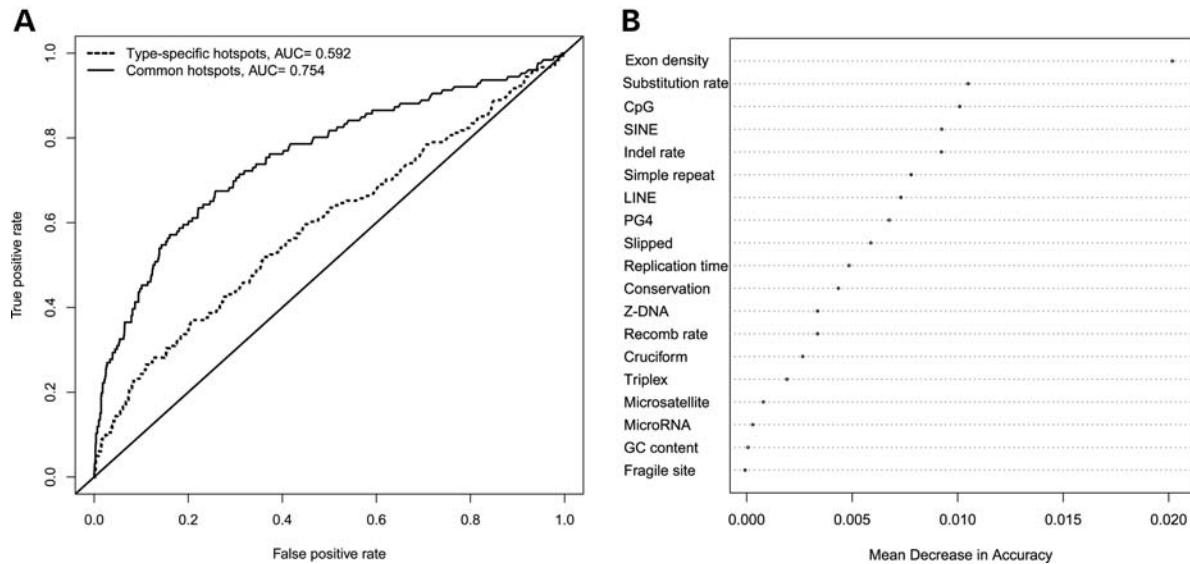 A
Type-specific hotspots, AUC= 0.592
Common hotspots, AUC= 0.754
True positive rate
1.0
0.8
0.6
0.4
0.2
0.0
0.0 0.2 0.4 0.6 0.8 1.0
False positive rate
B
Exon density
Substitution rate
CpG
SINE
Indel rate
Simple repeat
LINE
PG4
Slipped
Replication time
Conservation
Z-DNA
Recomb rate
Cruciform
Triplex
Microsatellite
MicroRNA
GC content
Fragile site
0.000 0.005 0.010 0.015 0.020
Mean Decrease in Accuracy